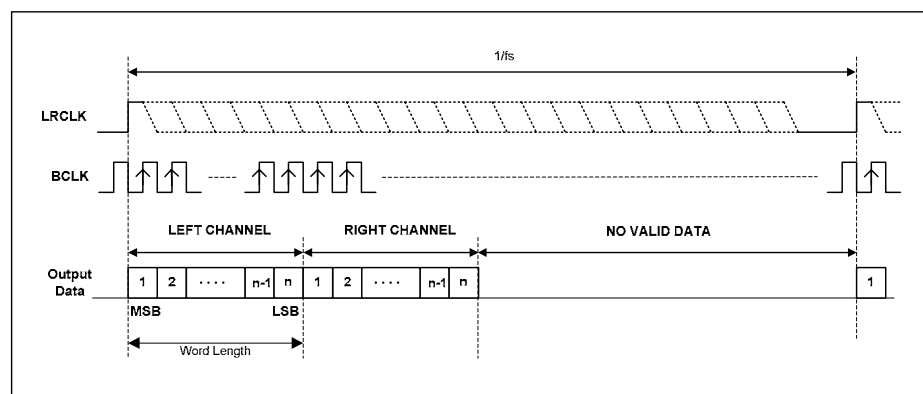 1/fs
LRCLK
BCLK
LEFT CHANNEL RIGHT CHANNEL NO VALID DATA
Output Data
1 2 .... n-1 n 1 2 .... n-1 n 1
MSB LSB
Word Length